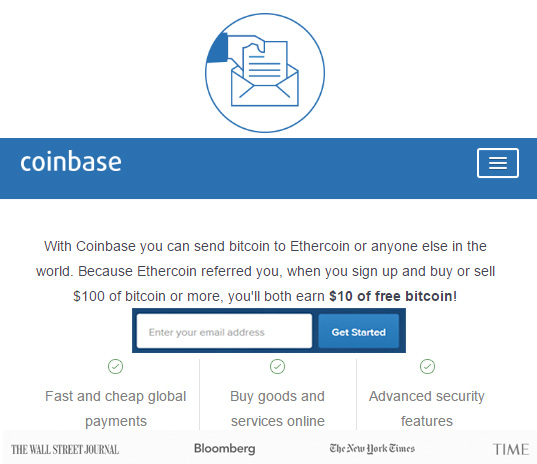 coinbase
With Coinbase you can send bitcoin to Ethercoin or anyone else in the
world. Because Ethercoin referred you, when you sign up and buy or sell
$100 of bitcoin or more, you'll both earn $10 of free bitcoin!
Enter your email address Get Started
Fast and cheap global
payments
Buy goods and
services online
Advanced security
features
THE WALL STREET JOURNAL Bloomberg The New York Times TIME